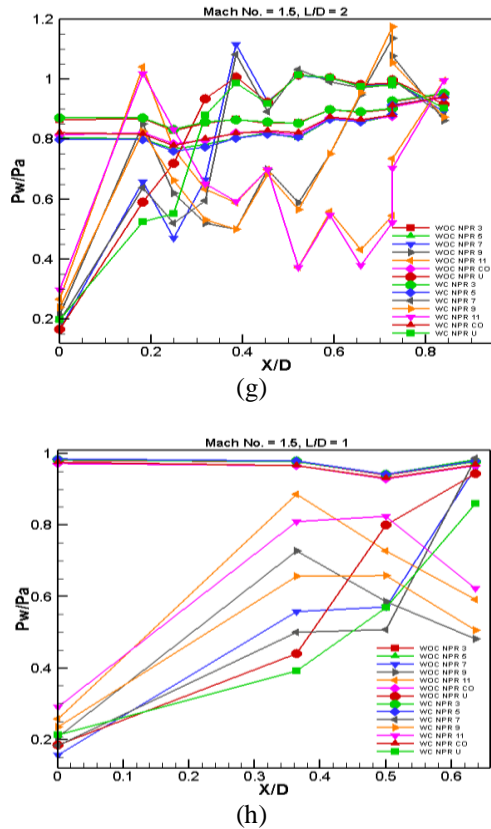 Mach No. = 1.5, L/D = 2
1.2
1
0.8
0.6
0.4
0.2
Pw/Pa
WOC NPR 3
WOC NPR 5
WOC NPR 7
WOC NPR 9
WOC NPR 11
WOC NPR CO
WOC NPR U
WC NPR 3
WC NPR 5
WC NPR 7
WC NPR 9
WC NPR 11
WC NPR CO
WC NPR U
0
0.2
0.4
0.6
0.8
1
X/D
(g)
Mach No. = 1.5, L/D = 1
1
0.8
0.6
0.4
0.2
Pw/Pa
WOC NPR 3
WOC NPR 5
WOC NPR 7
WOC NPR 9
WOC NPR 11
WOC NPR CO
WOC NPR U
WC NPR 3
WC NPR 5
WC NPR 7
WC NPR 9
WC NPR 11
WC NPR CO
WC NPR U
0
0.1
0.2
0.3
0.4
0.5
0.6
X/D
(h)